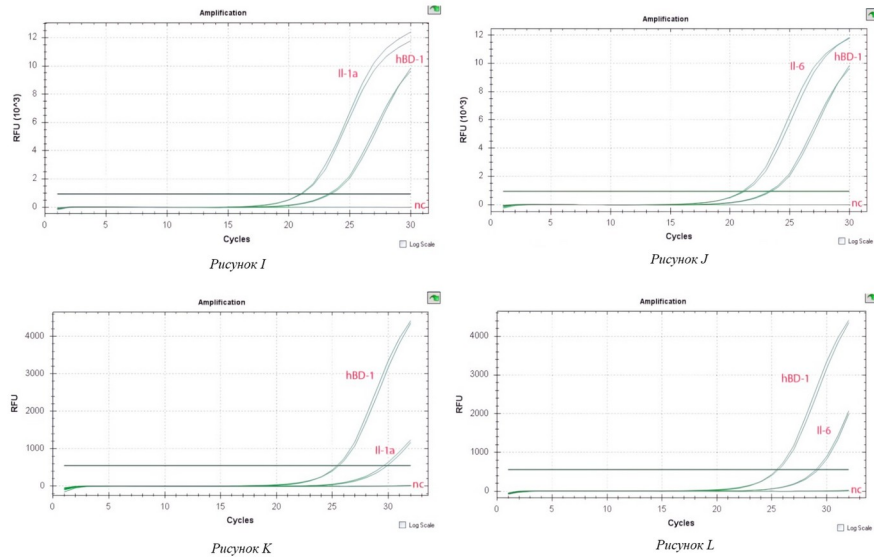 Amplification
12
10
8
6
4
2
0
RFU (10^3)
Il-1a
hBD-1
nc
0
5
10
15
20
25
30
Cycles
Log Scale
Рисунок I
Amplification
12
10
8
6
4
2
0
RFU (10^3)
Il-6
hBD-1
nc
0
5
10
15
20
25
30
Cycles
Log Scale
Рисунок J
Amplification
4000
3000
2000
1000
0
RFU
hBD-1
Il-1a
nc
0
5
10
15
20
25
30
Cycles
Log Scale
Рисунок K
Amplification
4000
3000
2000
1000
0
RFU
hBD-1
Il-6
nc
0
5
10
15
20
25
30
Cycles
Log Scale
Рисунок L